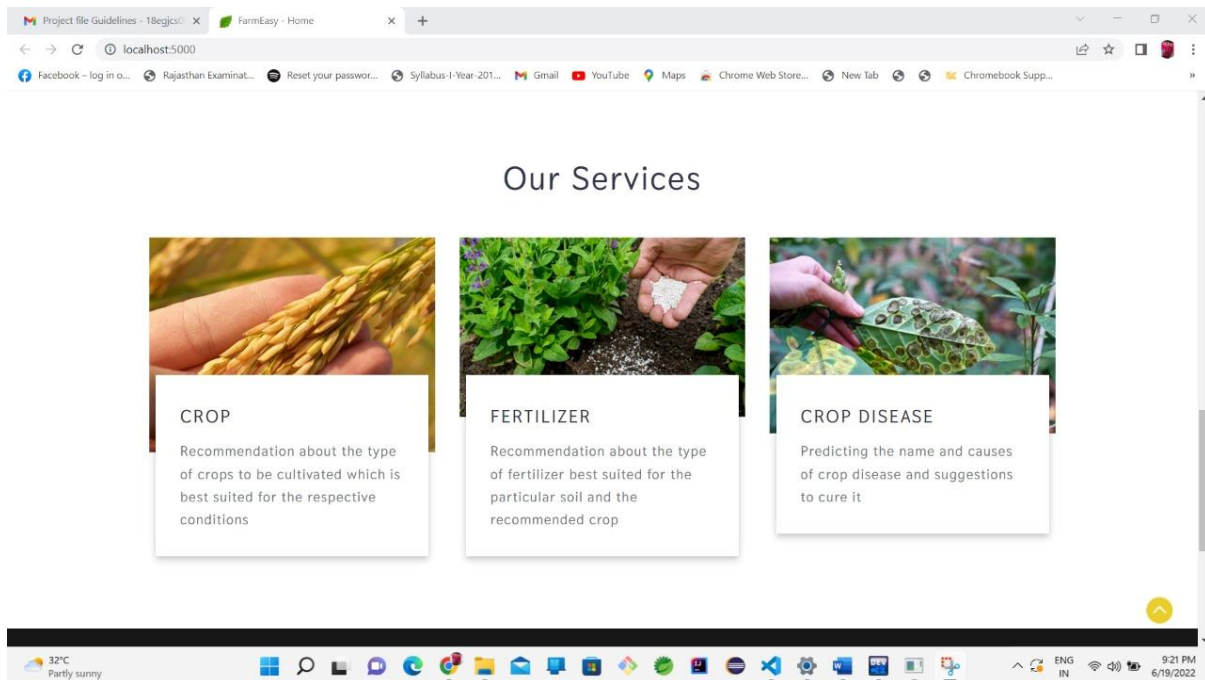 Project file Guidelines - 18egjcs0
FarmEasy - Home
localhost:5000
Facebook – log in o...
Rajasthan Examinat...
Reset your passwor...
Syllabus-I-Year-201...
Gmail
YouTube
Maps
Chrome Web Store...
New Tab
Chromebook Supp...
Our Services
CROP
Recommendation about the type
of crops to be cultivated which is
best suited for the respective
conditions
FERTILIZER
Recommendation about the type
of fertilizer best suited for the
particular soil and the
recommended crop
CROP DISEASE
Predicting the name and causes
of crop disease and suggestions
to cure it
32°C
Partly sunny
DEV
ENG
IN
9:21 PM
6/19/2022